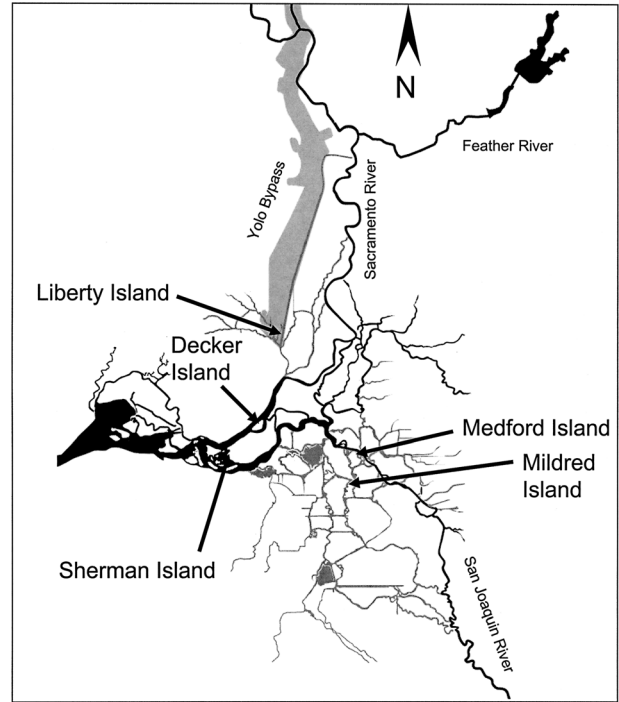 N
Feather River
Yolo Bypass
Sacramento River
Liberty Island
Decker
Island
Medford Island
Mildred
Island
Sherman Island
San Joaquin River